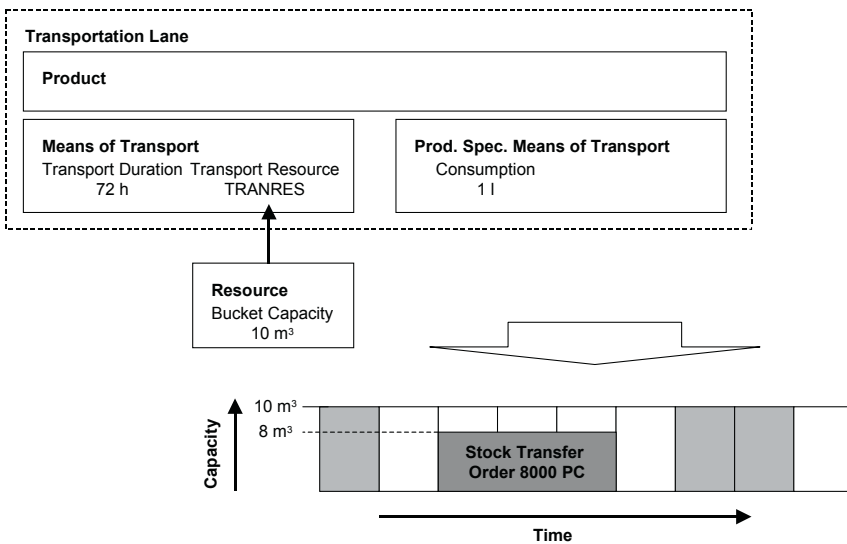 Transportation Lane
Product
Means of Transport
Transport Duration Transport Resource
72 h TRANRES
Prod. Spec. Means of Transport
Consumption
1 l
Resource
Bucket Capacity
10 m³
Capacity
10 m³
8 m³
Stock Transfer
Order 8000 PC
Time